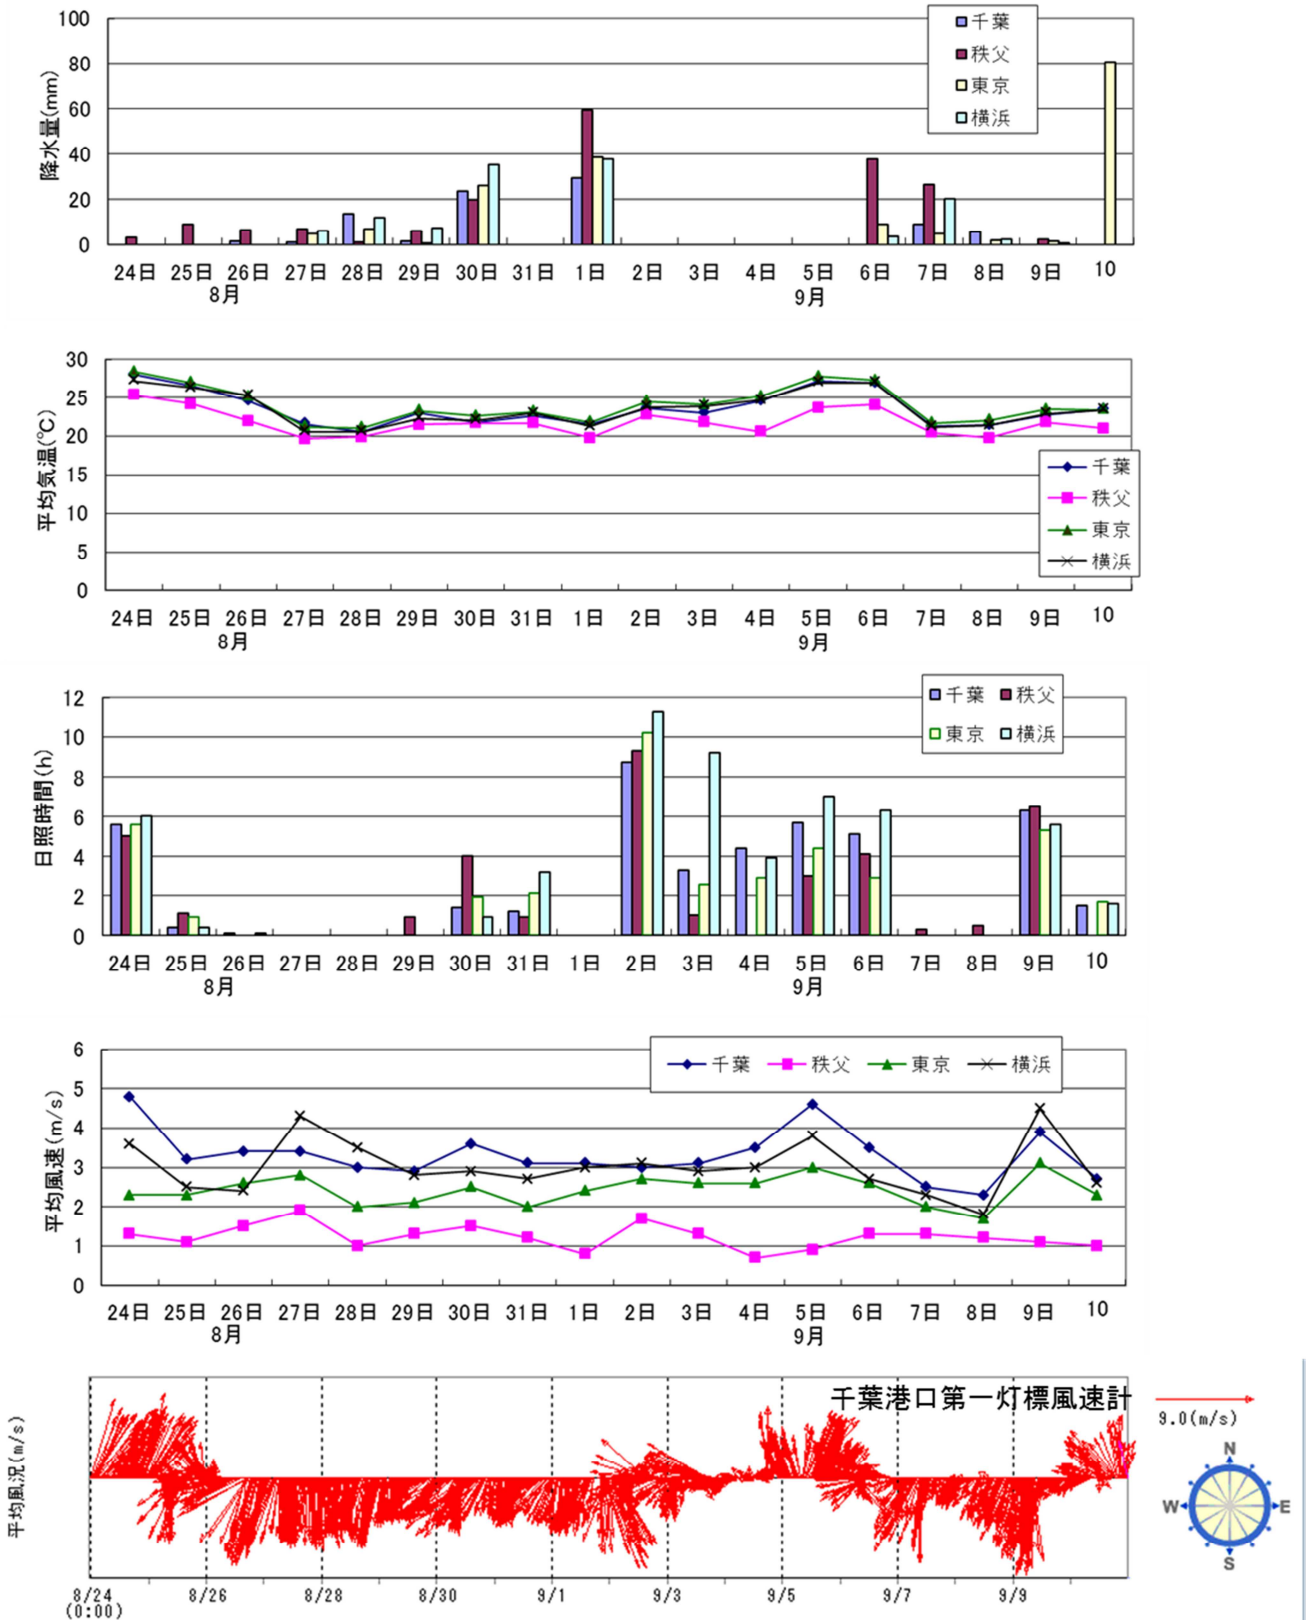 降水量(mm)
100
80
60
40
20
0
千葉
秩父
東京
横浜
24日 25日 26日 27日 28日 29日 30日 31日 1日 2日 3日 4日 5日 6日 7日 8日 9日 10
8月 9月
平均気温(℃)
30
25
20
15
10
5
0
千葉
秩父
東京
横浜
24日 25日 26日 27日 28日 29日 30日 31日 1日 2日 3日 4日 5日 6日 7日 8日 9日 10
8月 9月
日照時間(h)
12
10
8
6
4
2
0
千葉 秩父
東京 横浜
24日 25日 26日 27日 28日 29日 30日 31日 1日 2日 3日 4日 5日 6日 7日 8日 9日 10
8月 9月
平均風速(m/s)
6
5
4
3
2
1
0
千葉 秩父 東京 横浜
24日 25日 26日 27日 28日 29日 30日 31日 1日 2日 3日 4日 5日 6日 7日 8日 9日 10
8月 9月
平均風況(m/s)
千葉港口第一灯標風速計
9.0(m/s)
N
W E
S
8/24 8/26 8/28 8/30 9/1 9/3 9/5 9/7 9/9
(0:00)